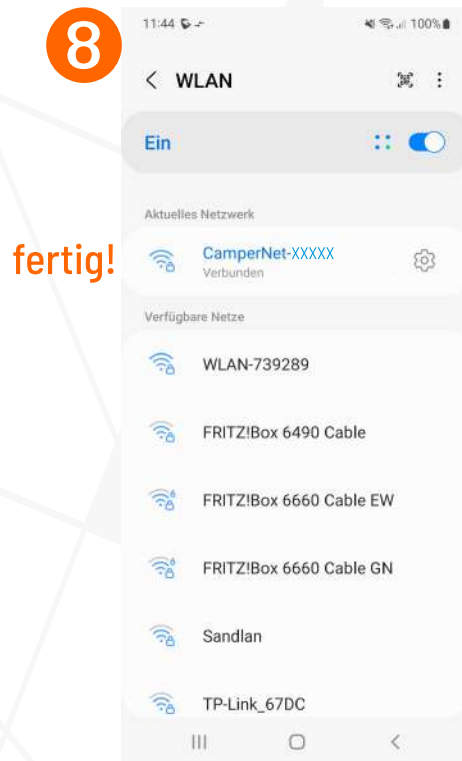 8
11:44 100%
WLAN
Ein
Aktuelles Netzwerk
fertig!
CamperNet-XXXXX
Verbunden
Verfügbare Netze
WLAN-739289
FRITZ!Box 6490 Cable
FRITZ!Box 6660 Cable EW
FRITZ!Box 6660 Cable GN
Sandlan
TP-Link_67DC